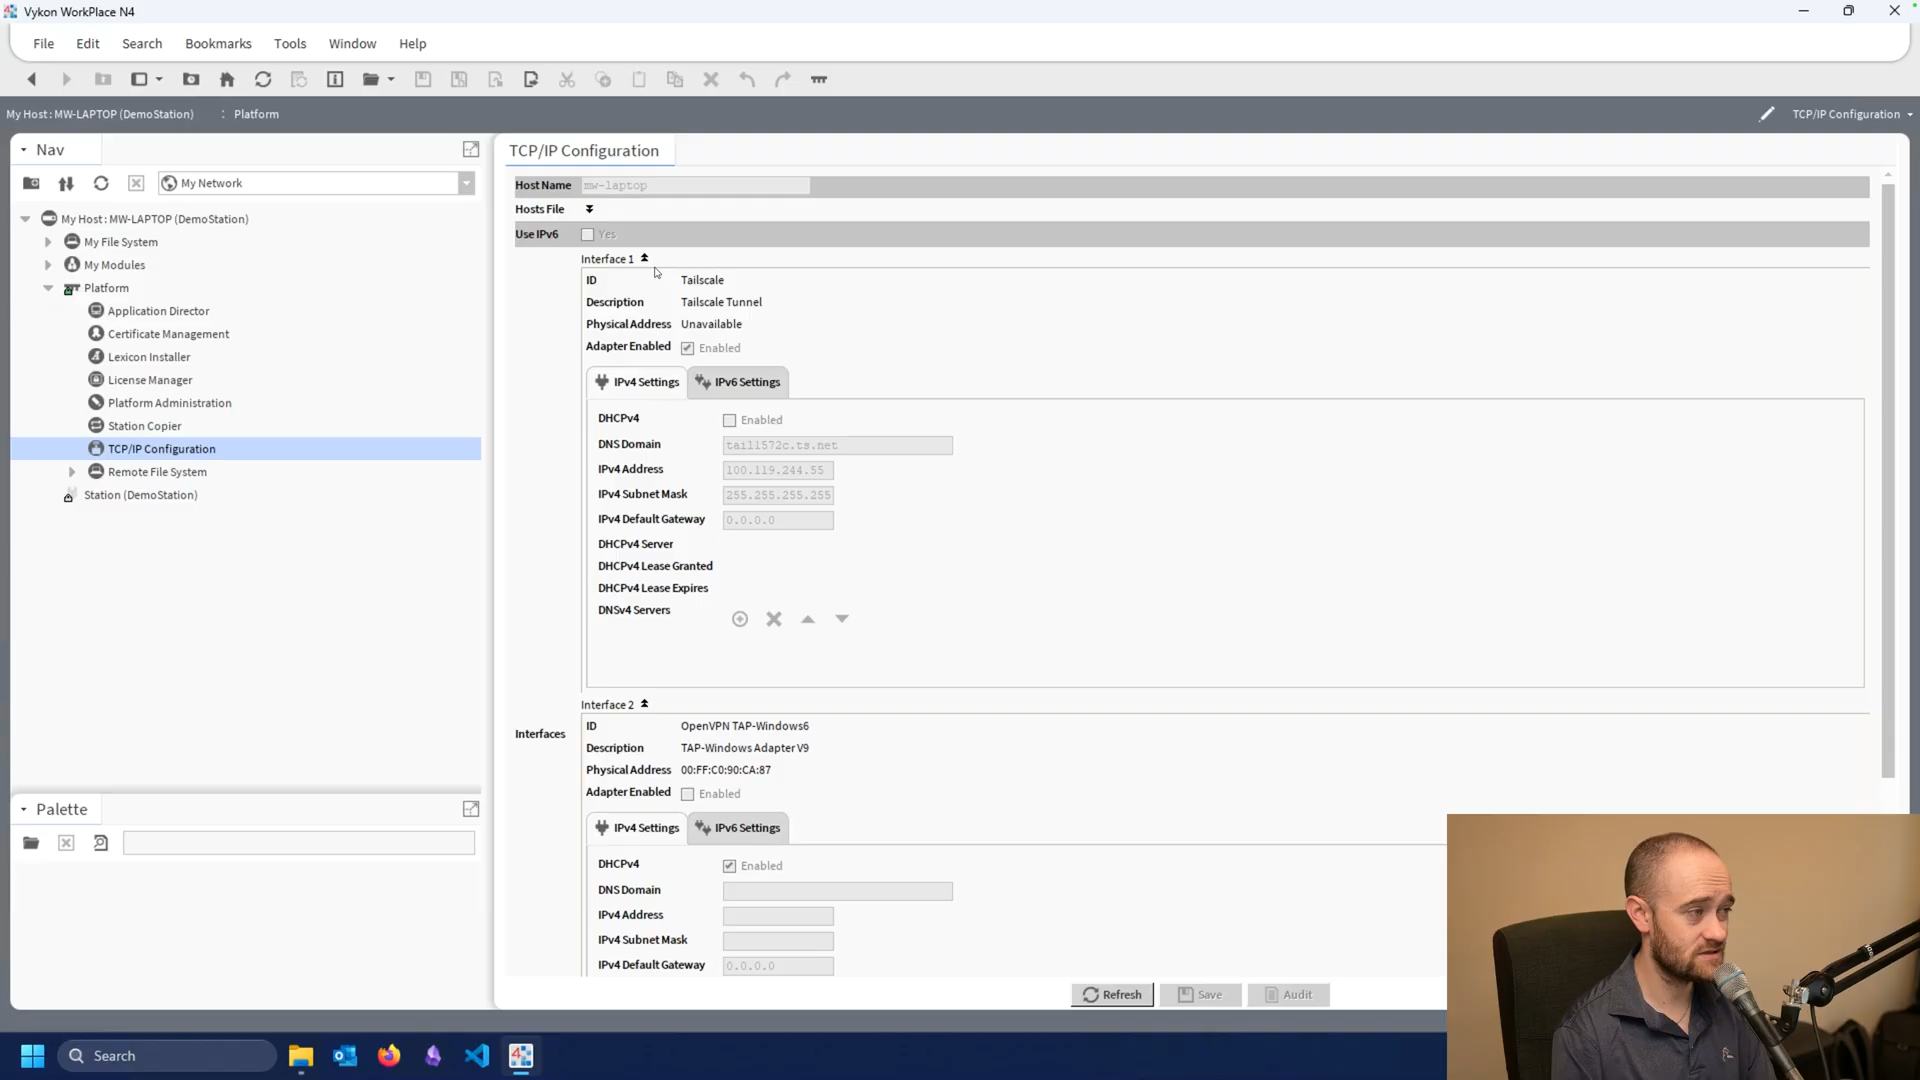 Vykon WorkPlace N4
File Edit Search Bookmarks Tools Window Help
My Host : MW-LAPTOP (DemoStation) : Platform
TCP/IP Configuration
Nav
My Network
My Host : MW-LAPTOP (DemoStation)
My File System
My Modules
Platform
Application Director
Certificate Management
Lexicon Installer
License Manager
Platform Administration
Station Copier
TCP/IP Configuration
Remote File System
Station (DemoStation)
Palette
TCP/IP Configuration
Host Name mw-laptop
Hosts File
Use IPv6 Yes
Interfaces
Interface 1
ID Tailscale
Description Tailscale Tunnel
Physical Address Unavailable
Adapter Enabled Enabled
IPv4 Settings IPv6 Settings
DHCPv4 Enabled
DNS Domain tail1572c.ts.net
IPv4 Address 100.119.244.55
IPv4 Subnet Mask 255.255.255.255
IPv4 Default Gateway 0.0.0.0
DHCPv4 Server
DHCPv4 Lease Granted
DHCPv4 Lease Expires
DNSv4 Servers
Interface 2
ID OpenVPN TAP-Windows6
Description TAP-Windows Adapter V9
Physical Address 00:FF:C0:90:CA:87
Adapter Enabled Enabled
IPv4 Settings IPv6 Settings
DHCPv4 Enabled
DNS Domain
IPv4 Address
IPv4 Subnet Mask
IPv4 Default Gateway 0.0.0.0
Refresh Save Audit
Search